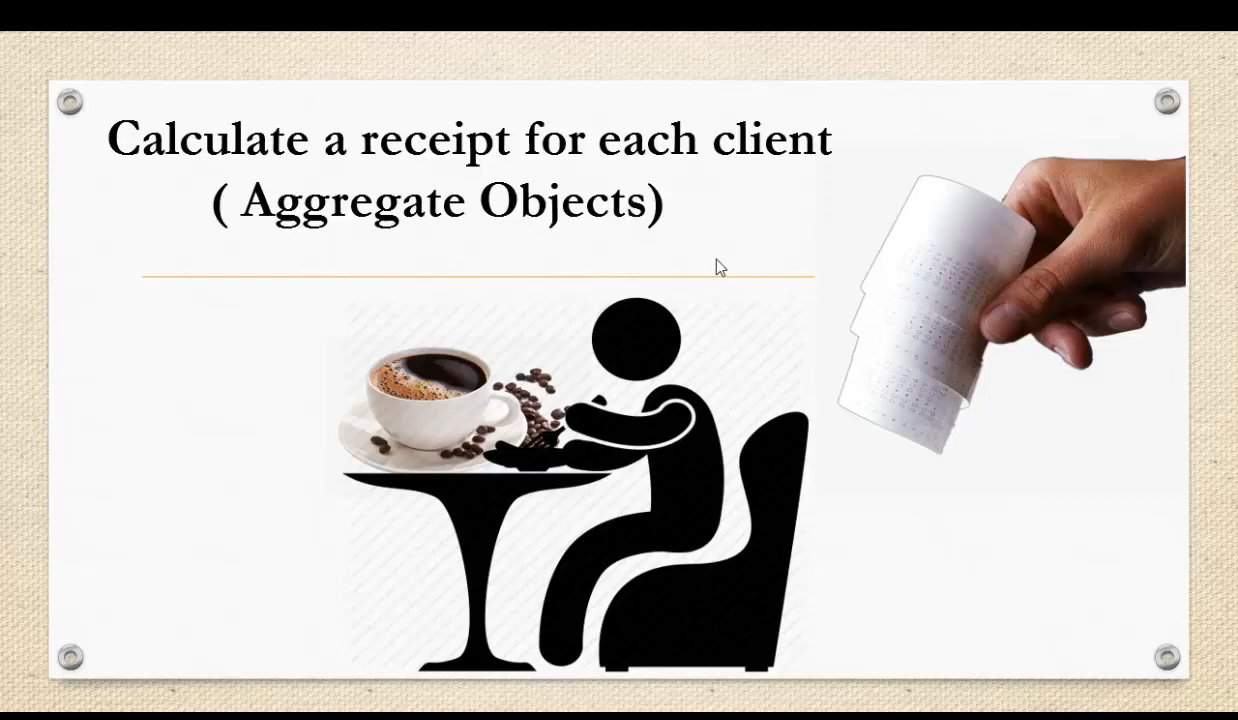 Calculate a receipt for each client
( Aggregate Objects)